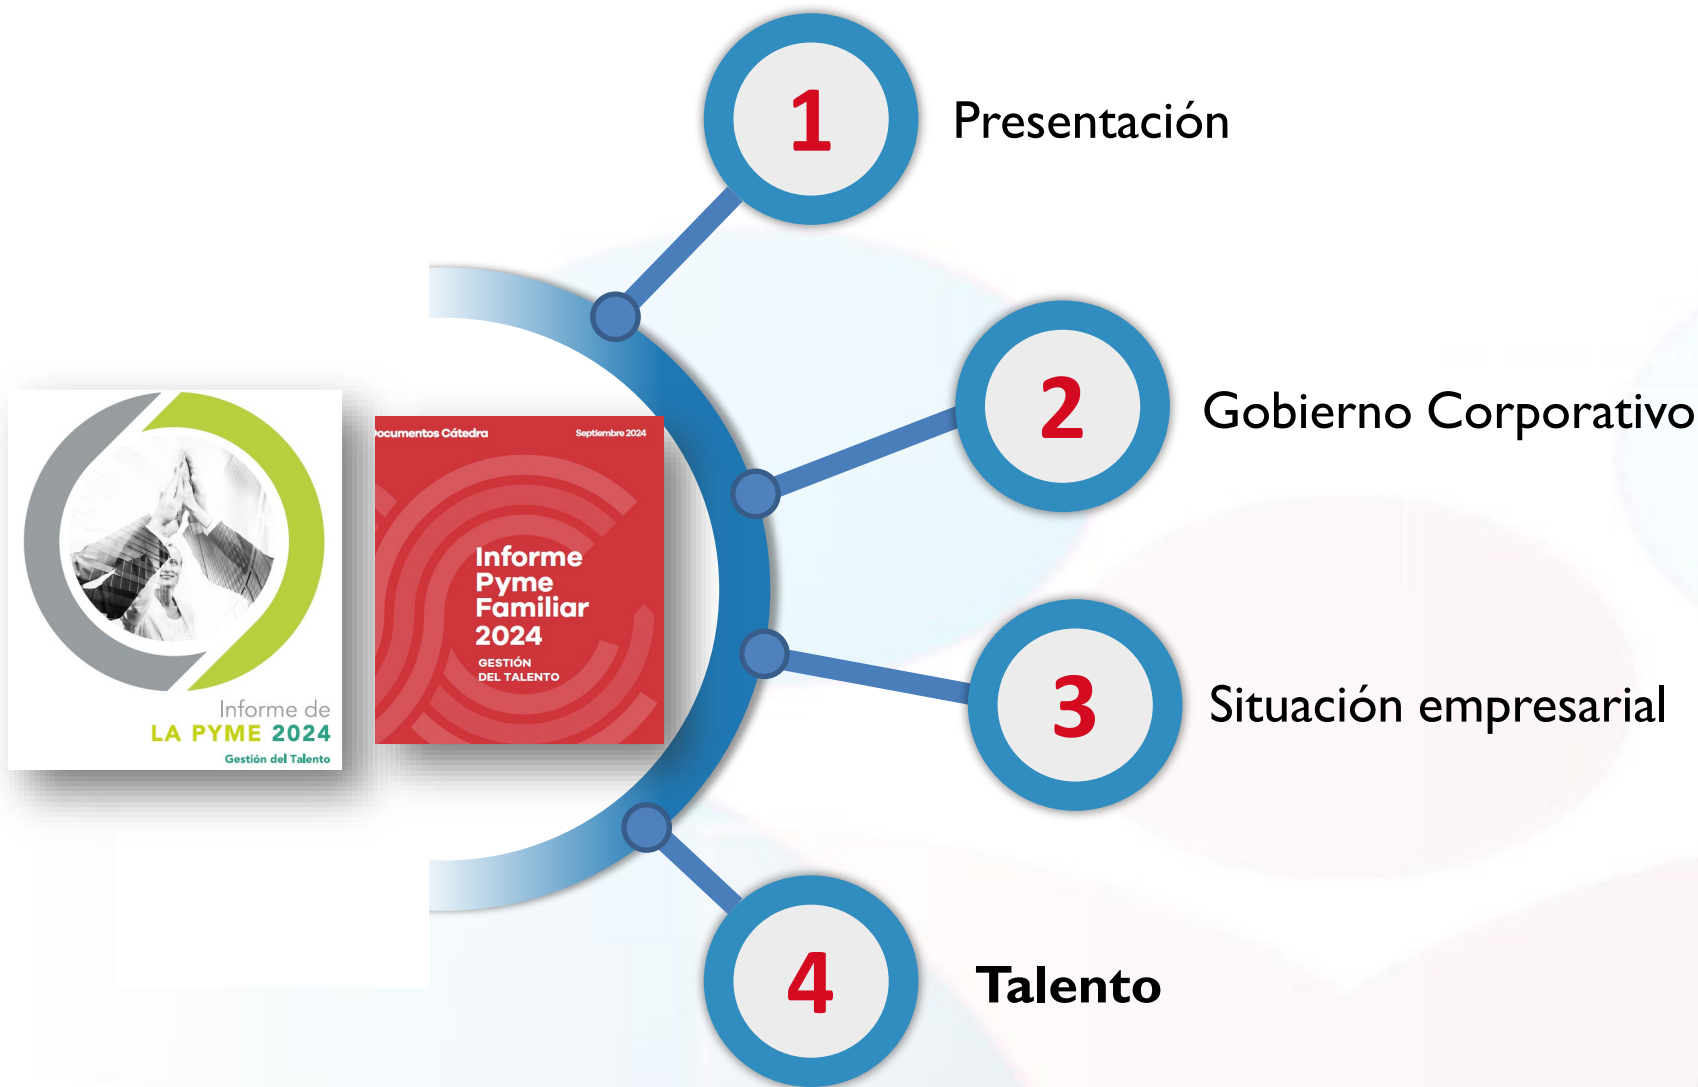 1
Presentación
2
Gobierno Corporativo
3
Situación empresarial
4
Talento
Informe de
LA PYME 2024
Gestión del Talento
Documentos Cátedra
Septiembre 2024
Informe
Pyme
Familiar
2024
GESTIÓN
DEL TALENTO